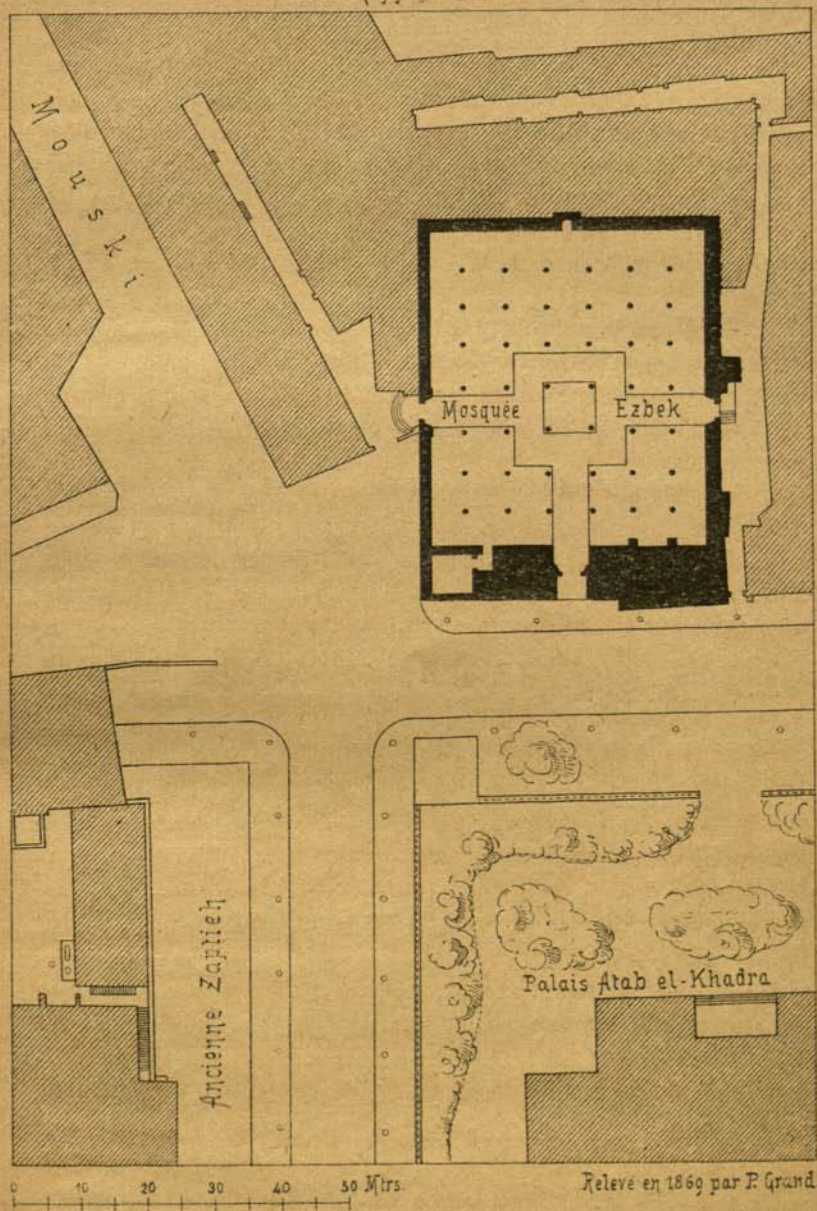 Mouski
Mosquée Ezbek
Palais Atab el-Khadra
Ancienne Zaptieh
0 10 20 30 40 50 Mtrs.
Relevé en 1869 par P. Grand